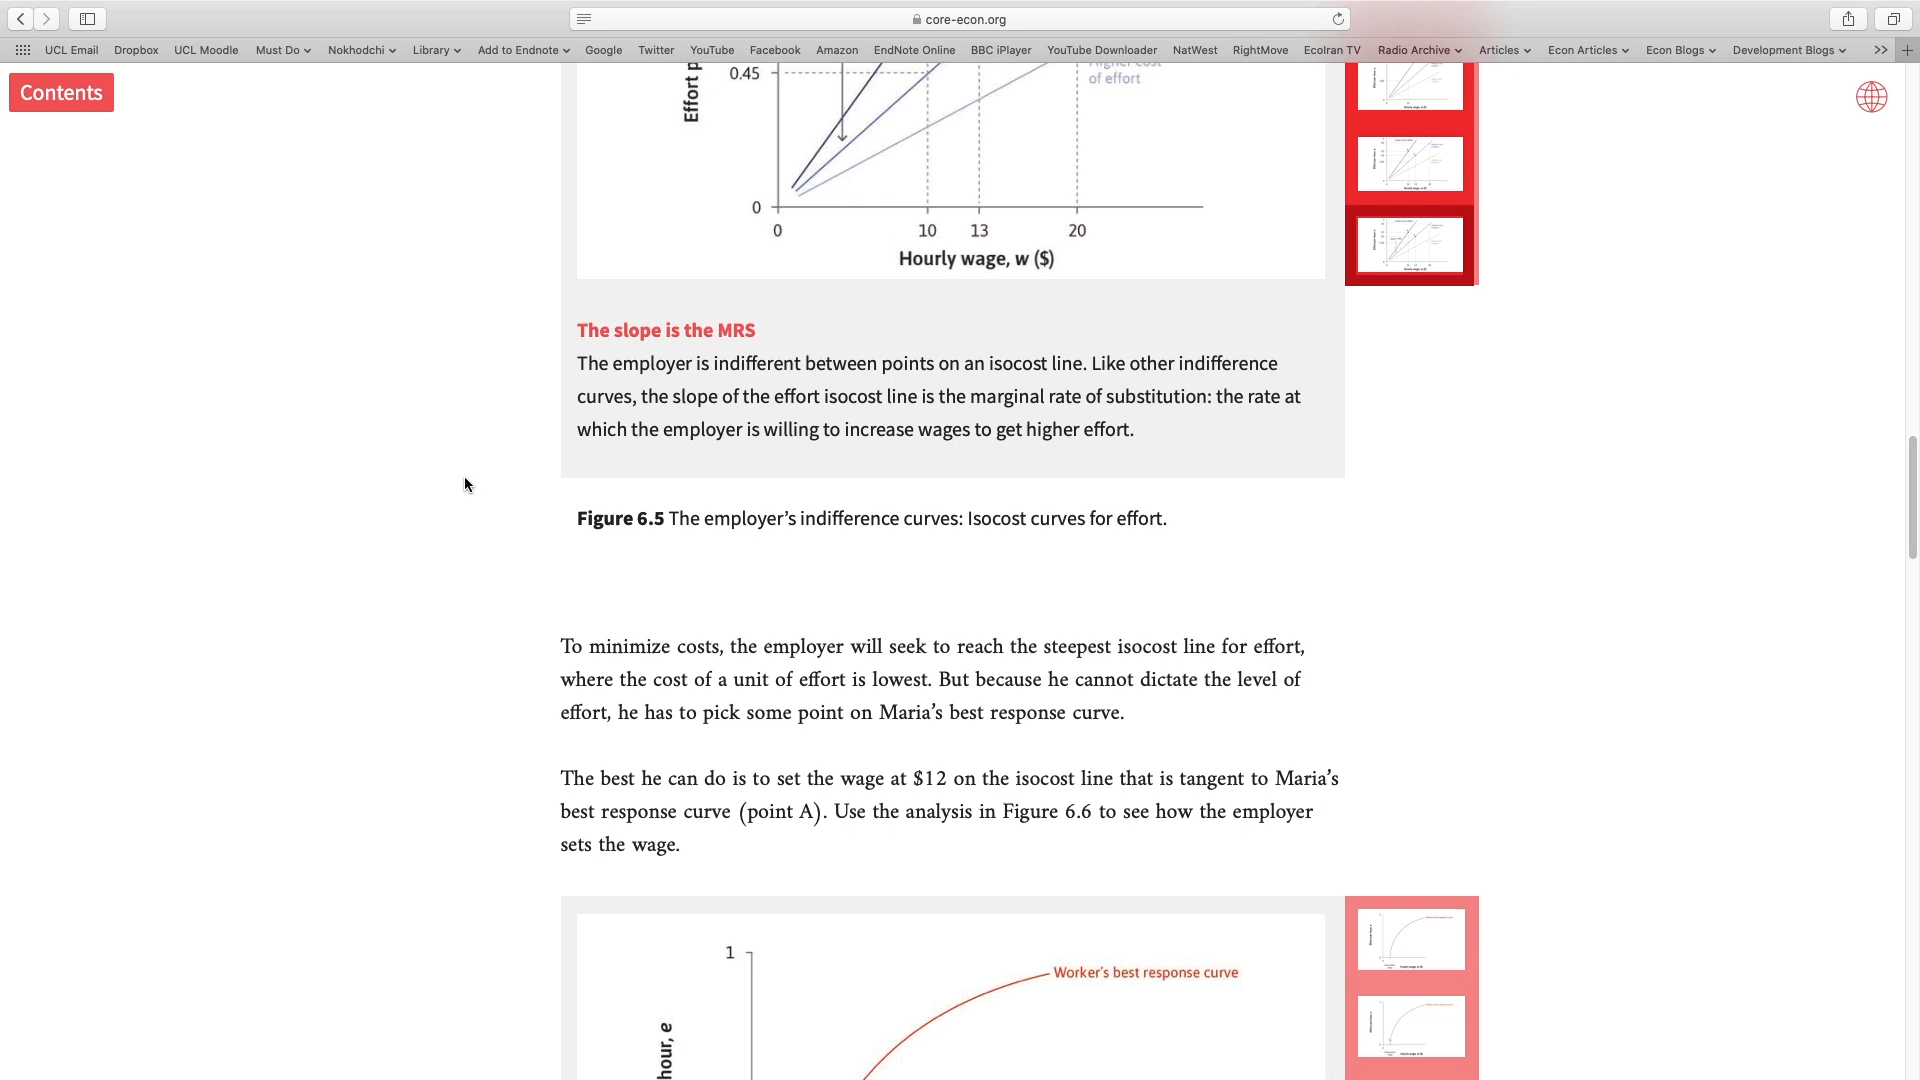 core-econ.org
UCL Email Dropbox UCL Moodle Must Do Nokhodchi Library Add to Endnote Google Twitter YouTube Facebook Amazon EndNote Online BBC iPlayer YouTube Downloader NatWest RightMove EcoIran TV Radio Archive Articles Econ Articles Econ Blogs Development Blogs
Contents
Effort p
0.45
Higher cost
of effort
0
0 10 13 20
Hourly wage, w ($)
The slope is the MRS
The employer is indifferent between points on an isocost line. Like other indifference
curves, the slope of the effort isocost line is the marginal rate of substitution: the rate at
which the employer is willing to increase wages to get higher effort.
Figure 6.5 The employer’s indifference curves: Isocost curves for effort.
To minimize costs, the employer will seek to reach the steepest isocost line for effort,
where the cost of a unit of effort is lowest. But because he cannot dictate the level of
effort, he has to pick some point on Maria’s best response curve.
The best he can do is to set the wage at $12 on the isocost line that is tangent to Maria’s
best response curve (point A). Use the analysis in Figure 6.6 to see how the employer
sets the wage.
1
Worker’s best response curve
hour, e